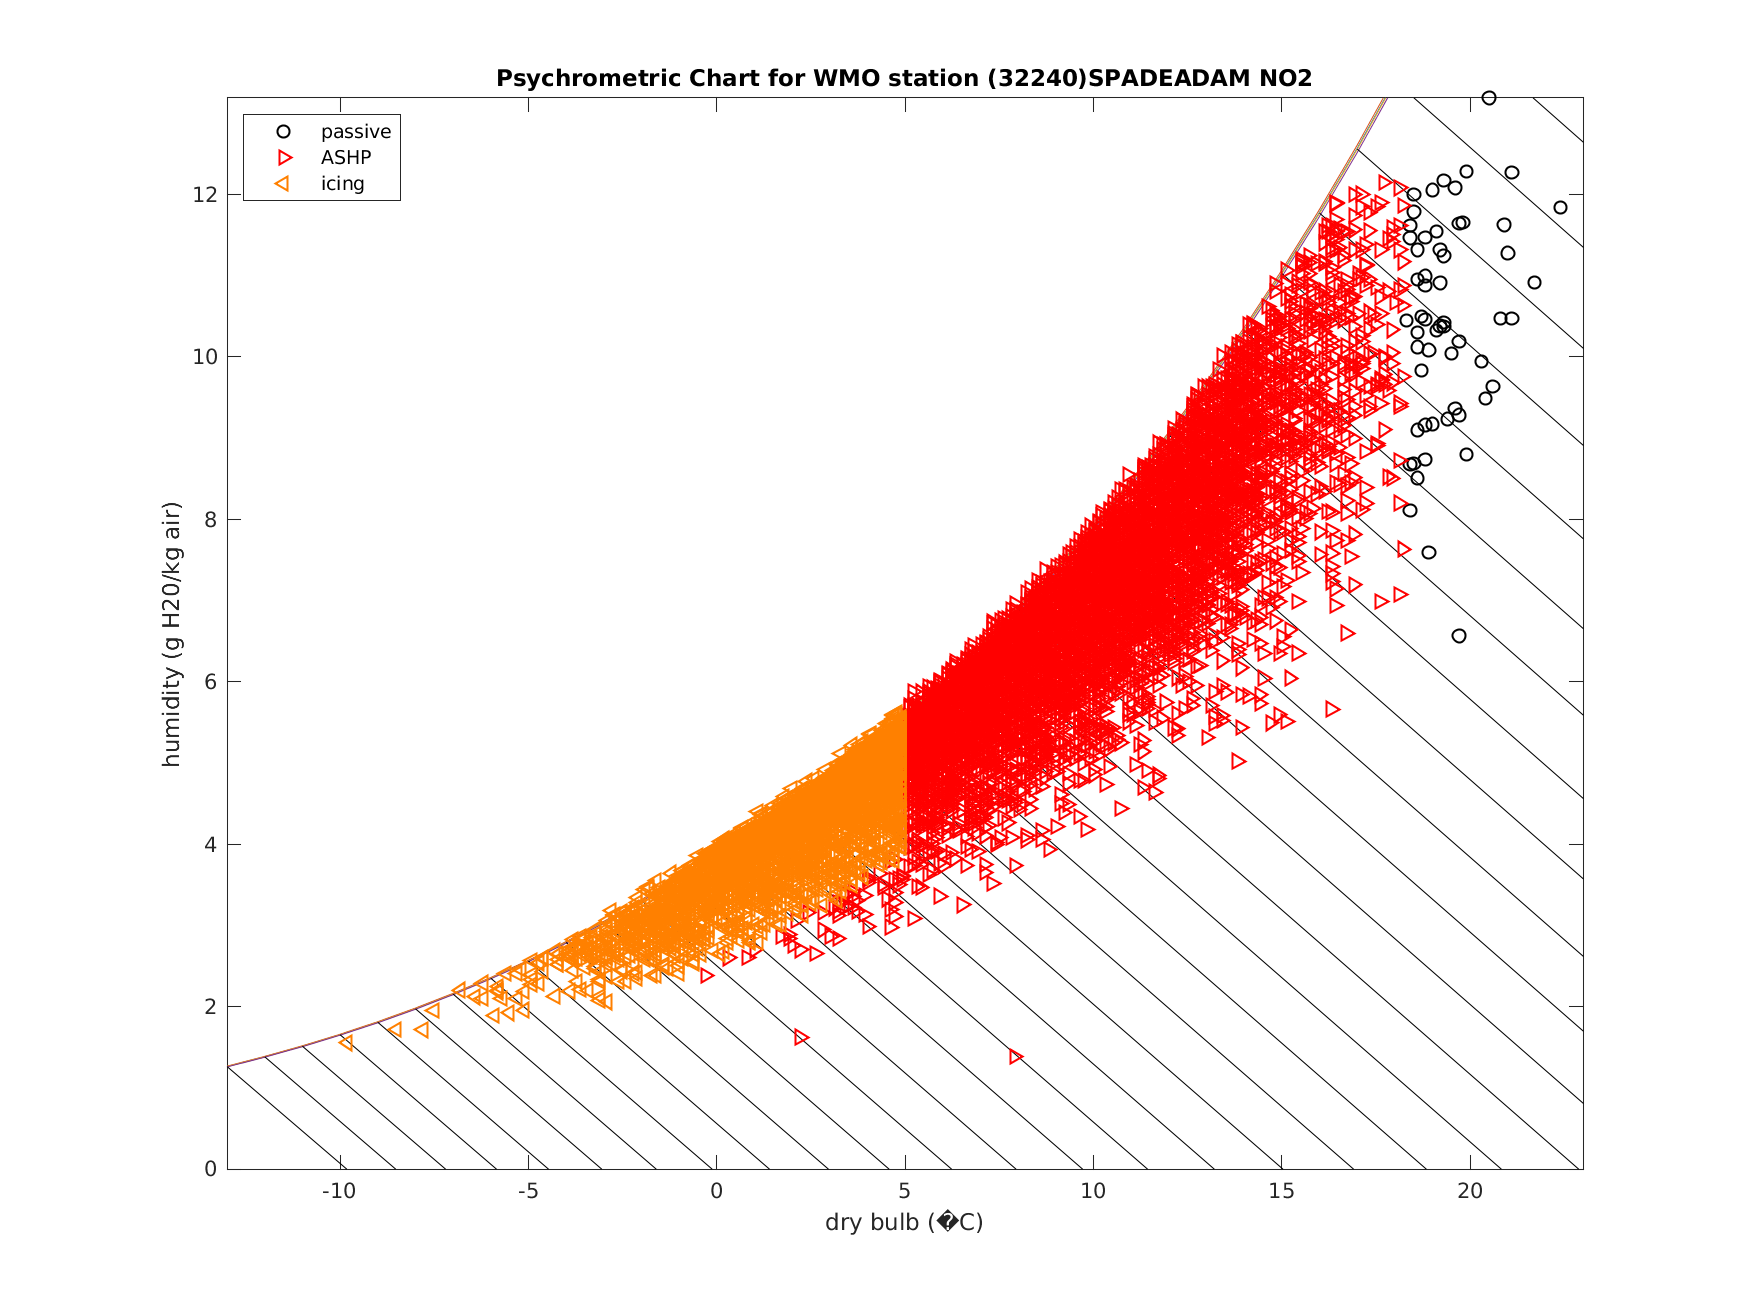 Psychrometric Chart for WMO station (32240)SPADEADAM NO2
passive
ASHP
icing
humidity (g H20/kg air)
12
10
8
6
4
2
0
-10 -5 0 5 10 15 20
dry bulb (�C)